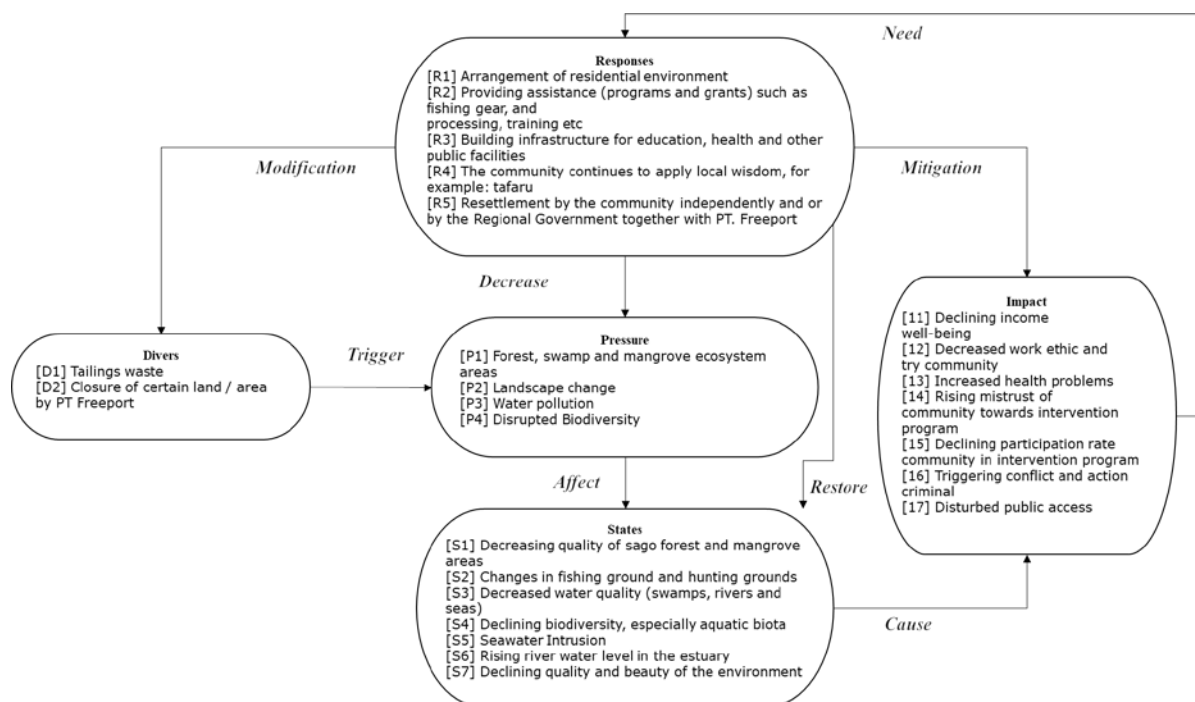 Need
Responses
[R1] Arrangement of residential environment
[R2] Providing assistance (programs and grants) such as
fishing gear, and
processing, training etc
[R3] Building infrastructure for education, health and other
public facilities
[R4] The community continues to apply local wisdom, for
example: tafaru
[R5] Resettlement by the community independently and or
by the Regional Government together with PT. Freeport
Modification
Mitigation
Decrease
Divers
[D1] Tailings waste
[D2] Closure of certain land / area
by PT Freeport
Trigger
Pressure
[P1] Forest, swamp and mangrove ecosystem
areas
[P2] Landscape change
[P3] Water pollution
[P4] Disrupted Biodiversity
Impact
[11] Declining income
well-being
[12] Decreased work ethic and
try community
[13] Increased health problems
[14] Rising mistrust of
community towards intervention
program
[15] Declining participation rate
community in intervention program
[16] Triggering conflict and action
criminal
[17] Disturbed public access
Affect
Restore
States
[S1] Decreasing quality of sago forest and mangrove
areas
[S2] Changes in fishing ground and hunting grounds
[S3] Decreased water quality (swamps, rivers and
seas)
[S4] Declining biodiversity, especially aquatic biota
[S5] Seawater Intrusion
[S6] Rising river water level in the estuary
[S7] Declining quality and beauty of the environment
Cause